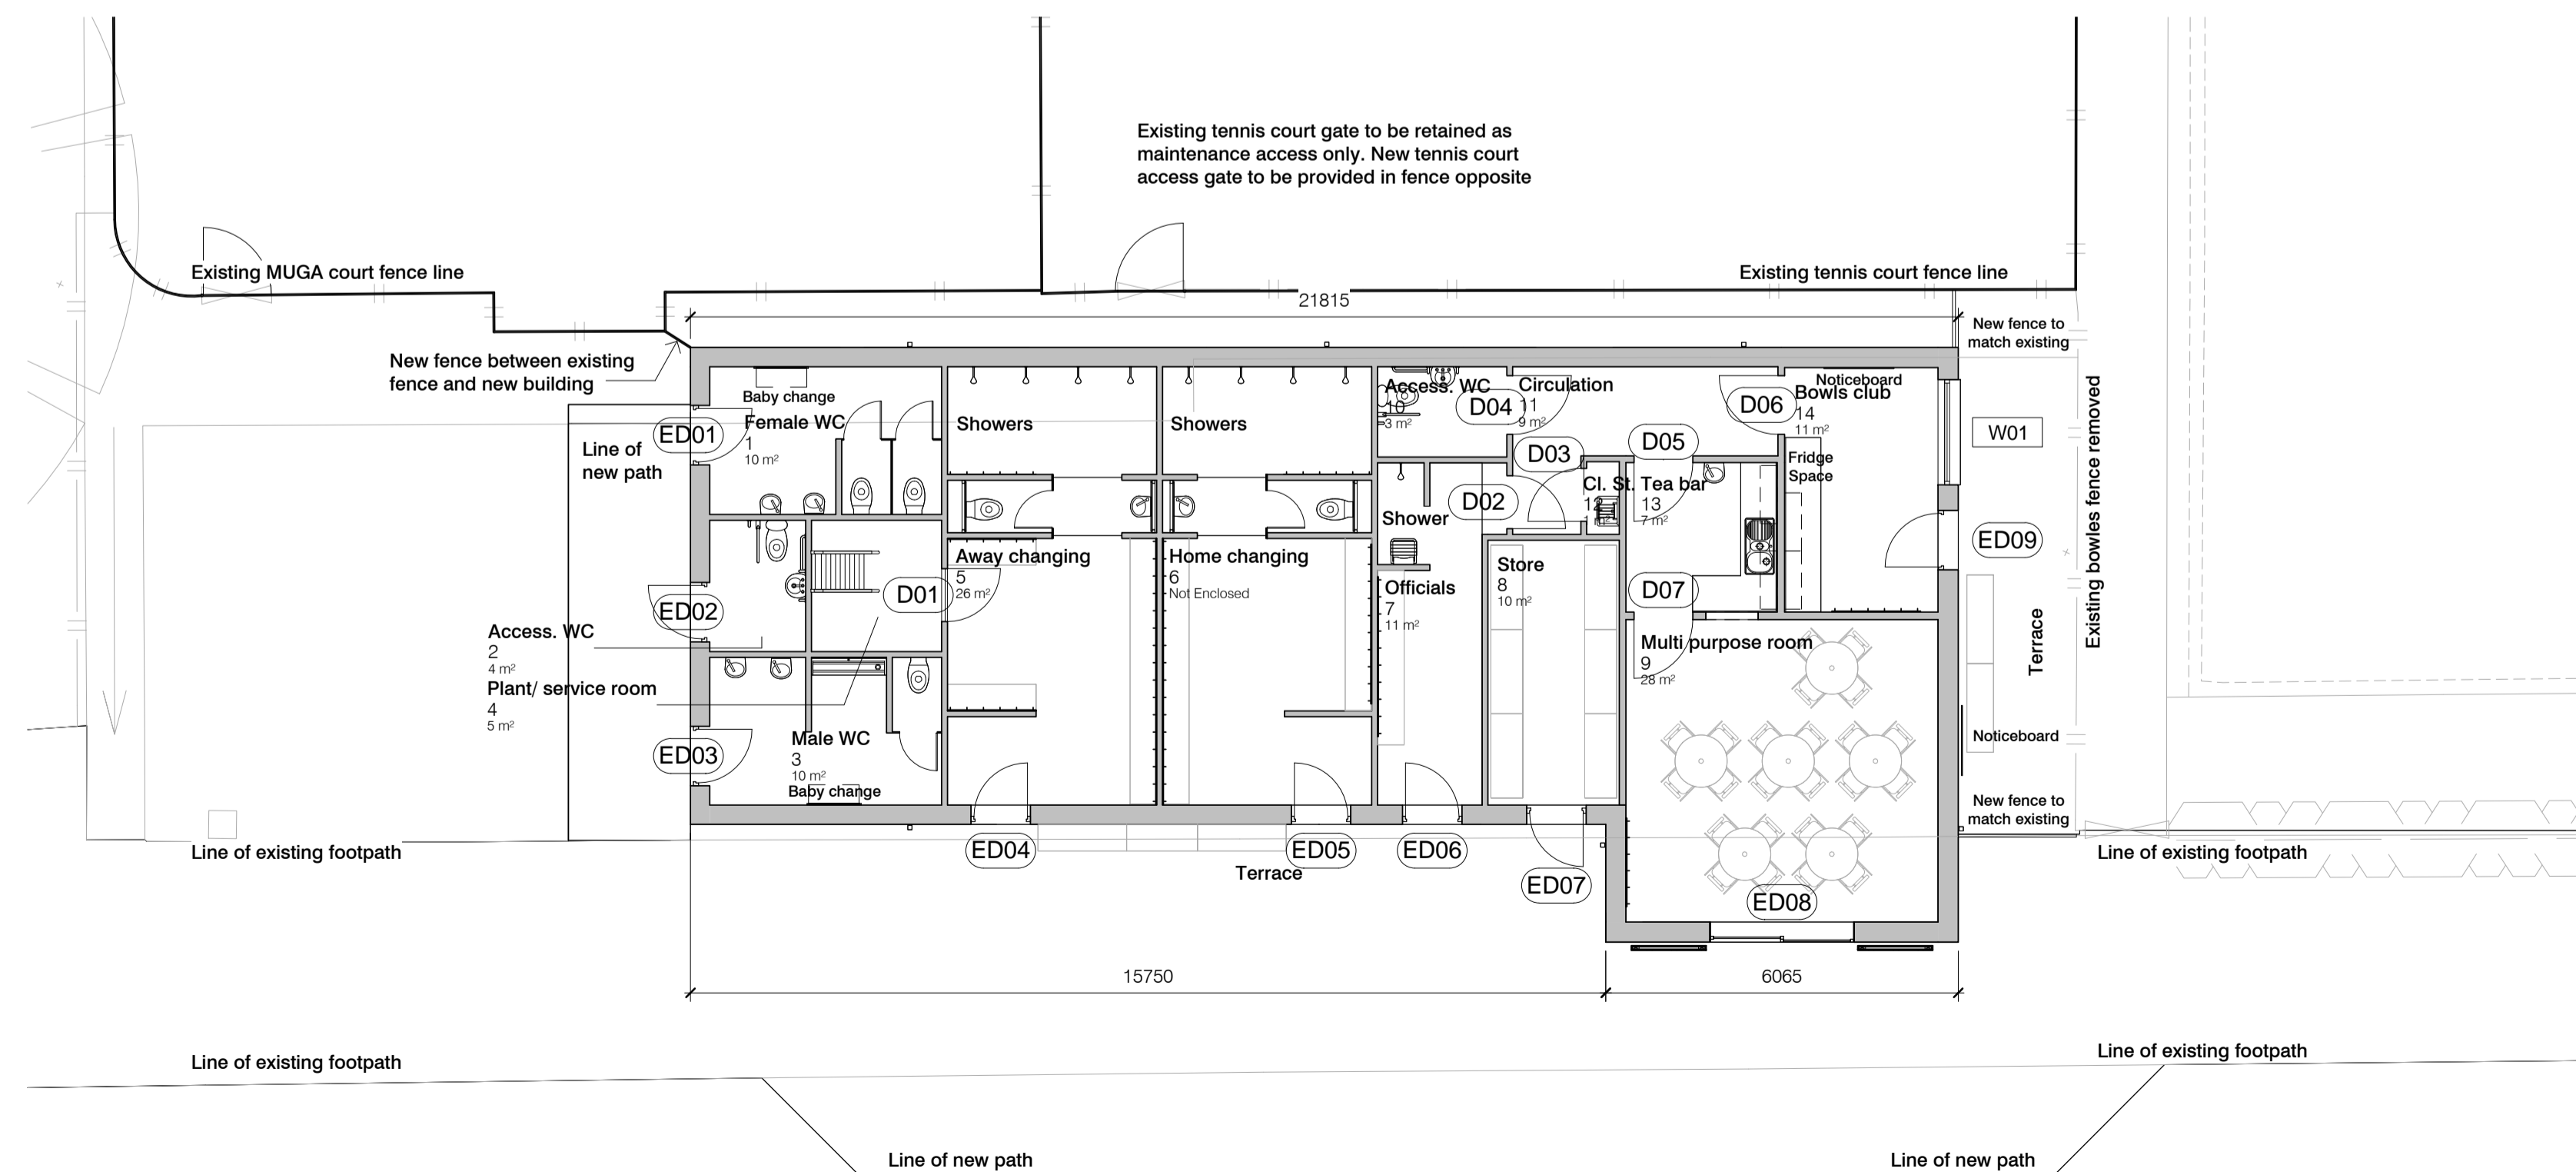 Existing tennis court gate to be retained as
maintenance access only. New tennis court
access gate to be provided in fence opposite
Existing MUGA court fence line
Existing tennis court fence line
21815
New fence to
match existing
New fence between existing
fence and new building
Line of
new path
ED01
Baby change
Female WC
1
10 m²
Showers
Showers
Access. WC
10
3 m²
D04
Circulation
11
9 m²
D03
D05
D06
Noticeboard
Bowls club
14
11 m²
Fridge
Space
W01
Existing bowles fence removed
D02
Cl. St.
12
1 m²
Tea bar
13
7 m²
Shower
ED09
ED02
D01
Away changing
5
26 m²
Home changing
6
Not Enclosed
Officials
7
11 m²
Store
8
10 m²
D07
Access. WC
2
4 m²
Plant/ service room
4
5 m²
Multi purpose room
9
28 m²
Terrace
ED03
Male WC
3
10 m²
Baby change
Noticeboard
New fence to
match existing
Line of existing footpath
ED04
Terrace
ED05
ED06
ED07
ED08
Line of existing footpath
15750
6065
Line of existing footpath
Line of existing footpath
Line of new path
Line of new path